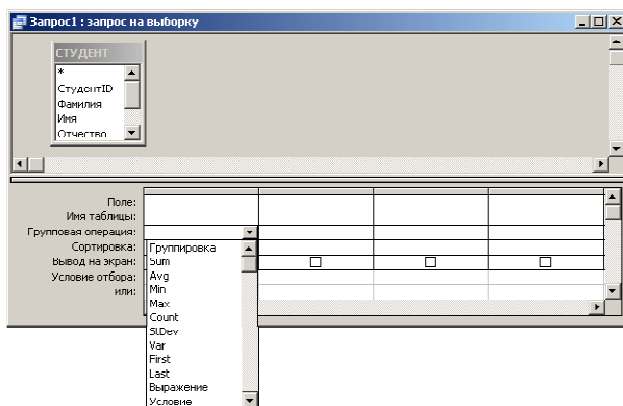 Запрос1 : запрос на выборку
СТУДЕНТ
*
СтудентID
Фамилия
Имя
Отчество
Поле:
Имя таблицы:
Групповая операция:
Сортировка:
Вывод на экран:
Условие отбора:
или:
Группировка
Sum
Avg
Min
Max
Count
StDev
Var
First
Last
Выражение
Условие